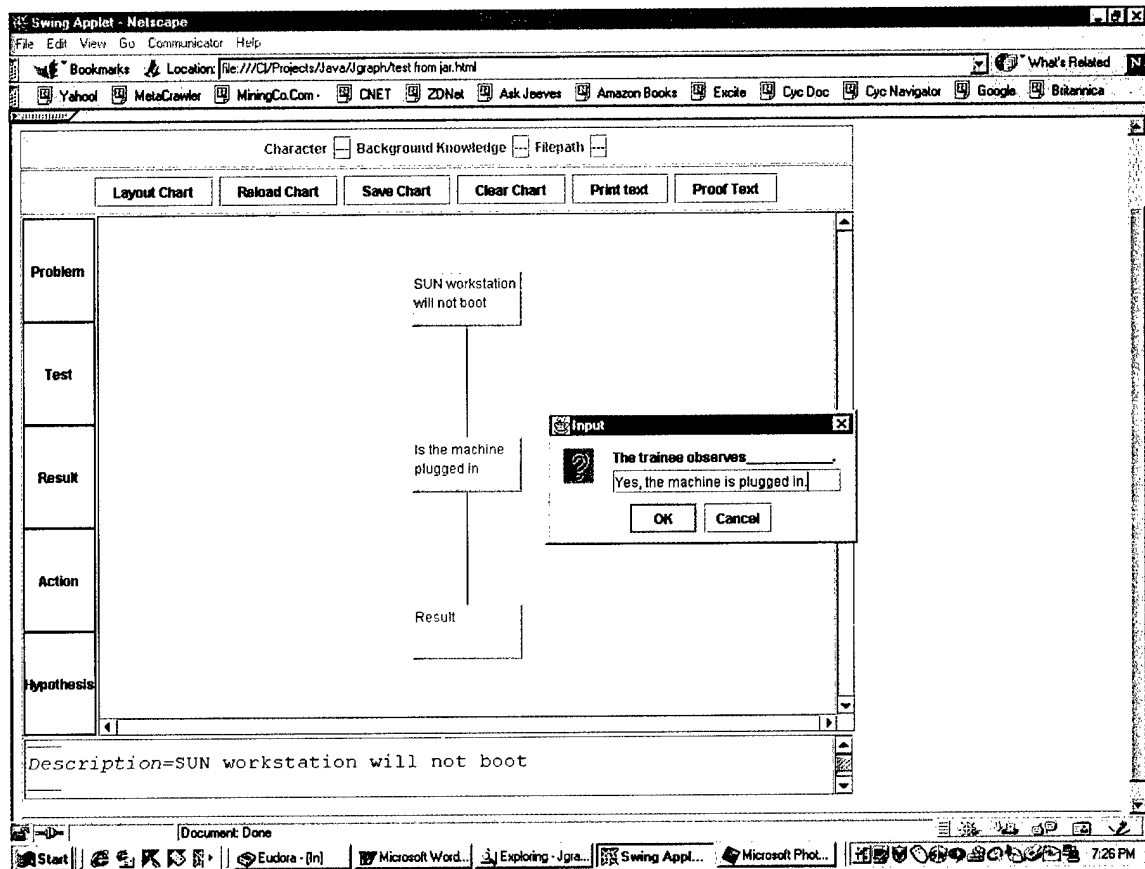 Swing Applet - Netscape
File Edit View Go Communicator Help
Bookmarks Location: file:///C|/Projects/Java/Jgraph/test from jar.html What's Related N
Yahoo! MetaCrawler MiningCo.Com - CNET ZDNet Ask Jeeves Amazon Books Excite Cyc Doc Cyc Navigator Google Britannica
Character --- Background Knowledge --- Filepath ---
Layout Chart Reload Chart Save Chart Clear Chart Print text Proof Text
Problem
Test
Result
Action
Hypothesis
SUN workstation
will not boot
Is the machine
plugged in
Result
Input
The trainee observes__________.
Yes, the machine is plugged in.
OK Cancel
Description=SUN workstation will not boot
Document: Done
Start Eudora - [In] Microsoft Word... Exploring - Jgra... Swing Appl... Microsoft Phot... 7:26 PM